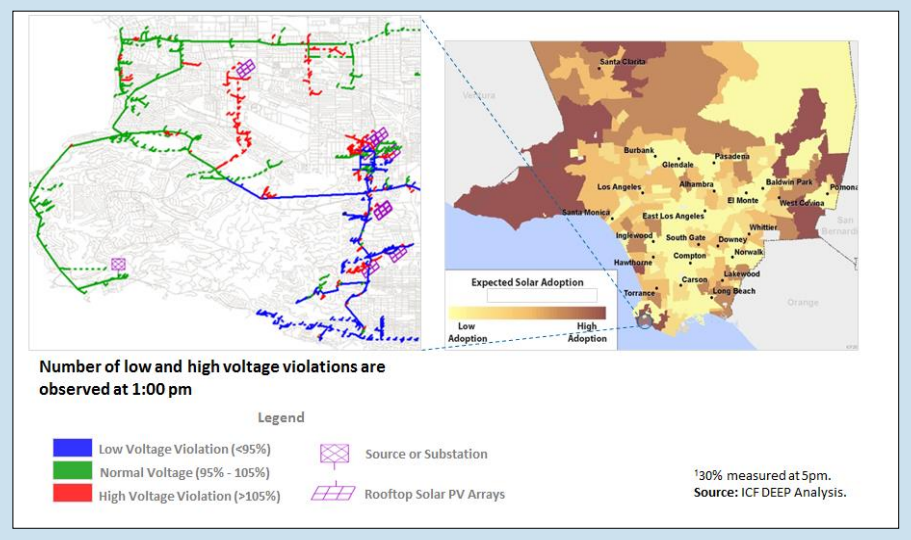 Santa Clarita
Ventura
Burbank
Pasadena
Glendale
Los Angeles
Alhambra
Baldwin Park
Pomona
El Monte
West Covina
Santa Monica
East Los Angeles
San
Bernardi
Whittier
Inglewood
South Gate
Downey
Compton
Norwalk
Hawthorne
Lakewood
Expected Solar Adoption
Carson
Torrance
Long Beach
Orange
Low
Adoption
High
Adoption
Number of low and high voltage violations are
observed at 1:00 pm
Legend
Low Voltage Violation (<95%)
Normal Voltage (95% - 105%)
High Voltage Violation (>105%)
Source or Substation
Rooftop Solar PV Arrays
¹30% measured at 5pm.
Source: ICF DEEP Analysis.